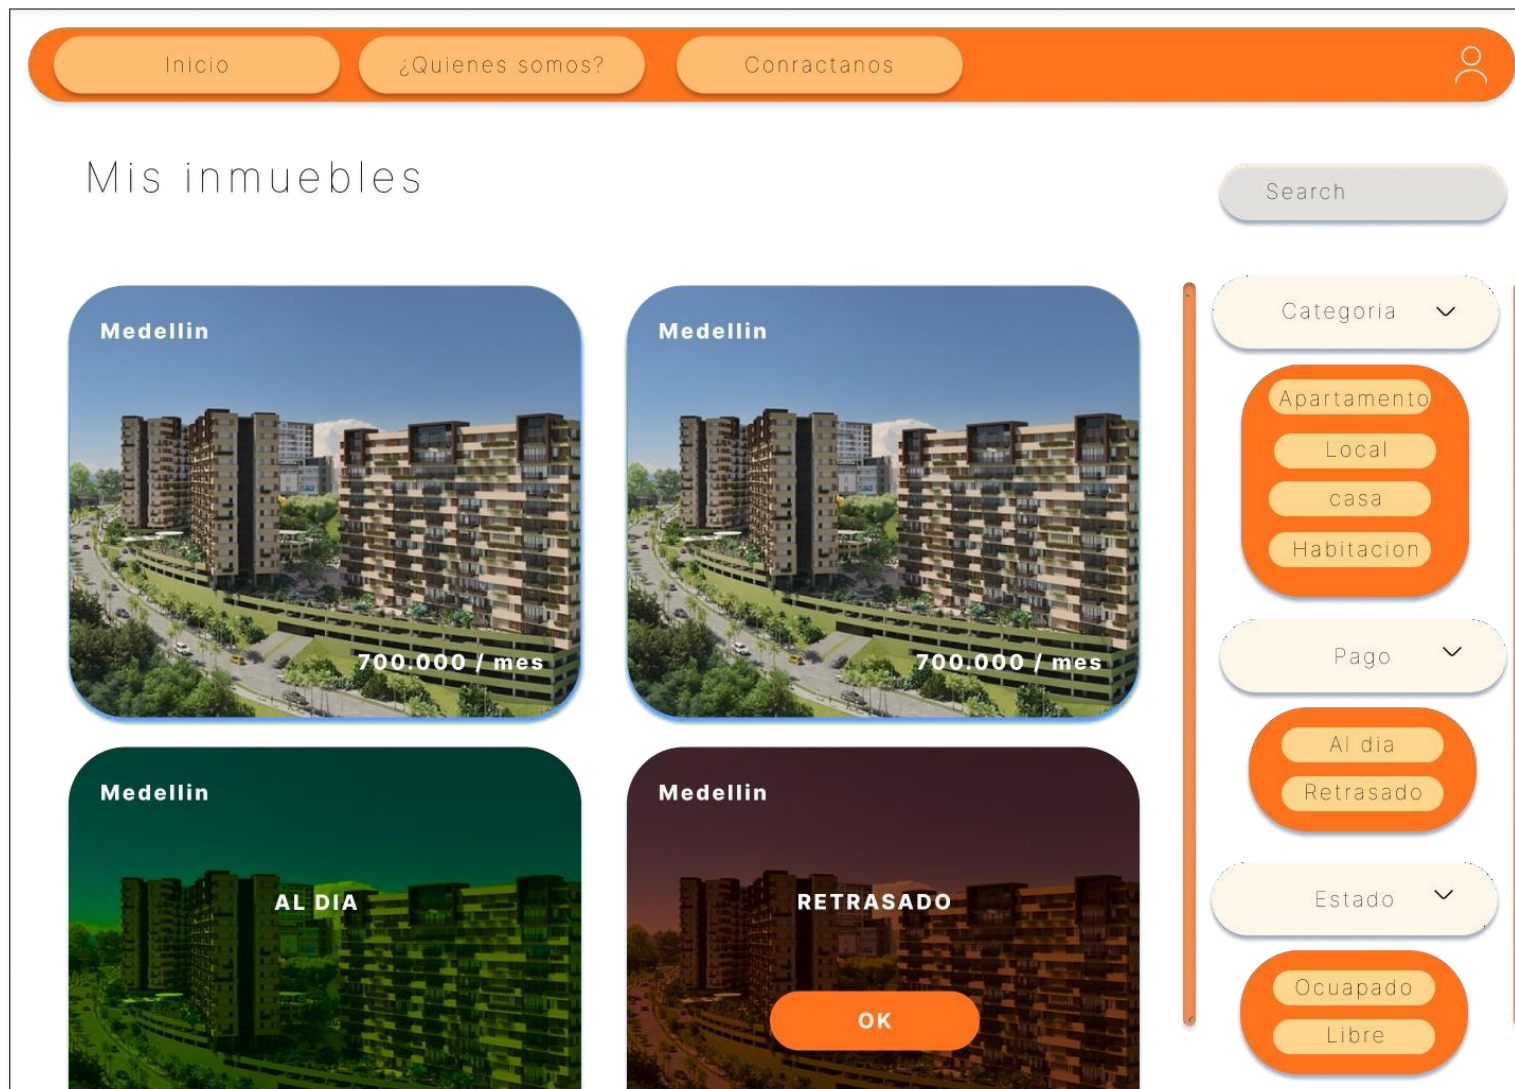 Inicio
¿Quienes somos?
Conractanos
Mis inmuebles
Search
Medellin
Medellin
700.000 / mes
700.000 / mes
Medellin
Medellin
AL DIA
RETRASADO
OK
Categoria
Apartamento
Local
casa
Habitacion
Pago
Al dia
Retrasado
Estado
Ocuapado
Libre